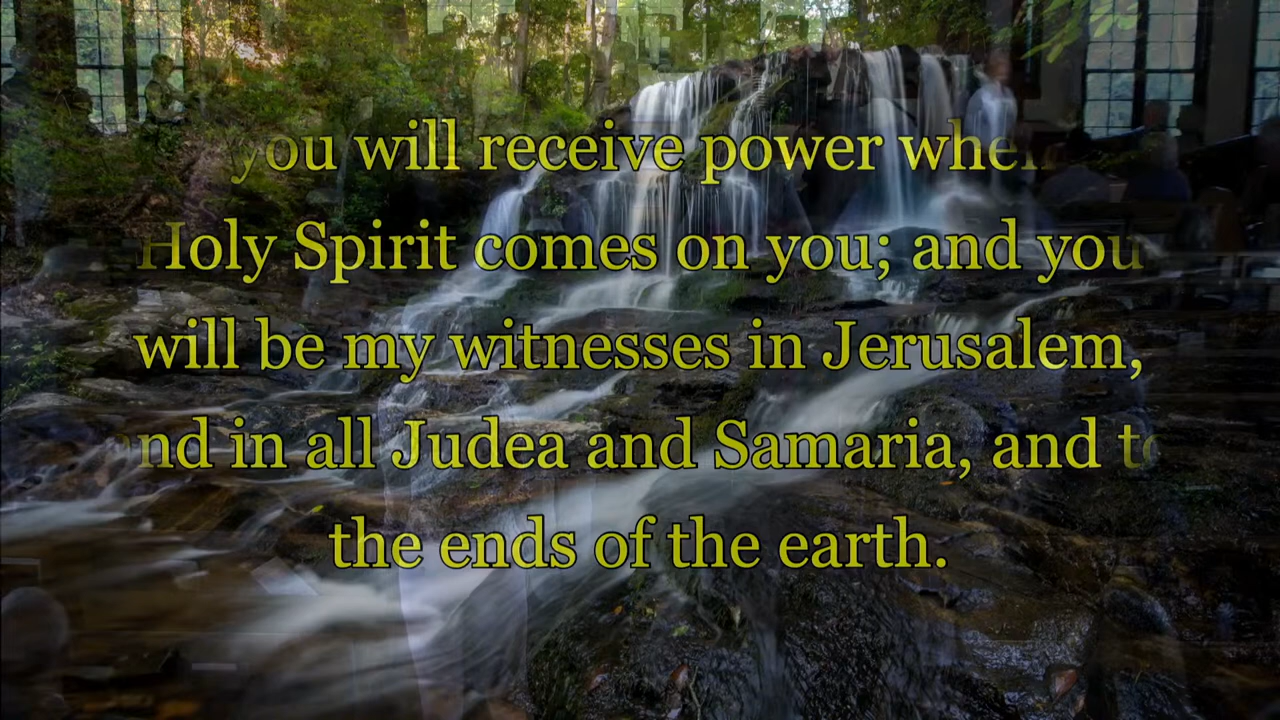 you will receive power when
Holy Spirit comes on you; and you
will be my witnesses in Jerusalem,
and in all Judea and Samaria, and to
the ends of the earth.